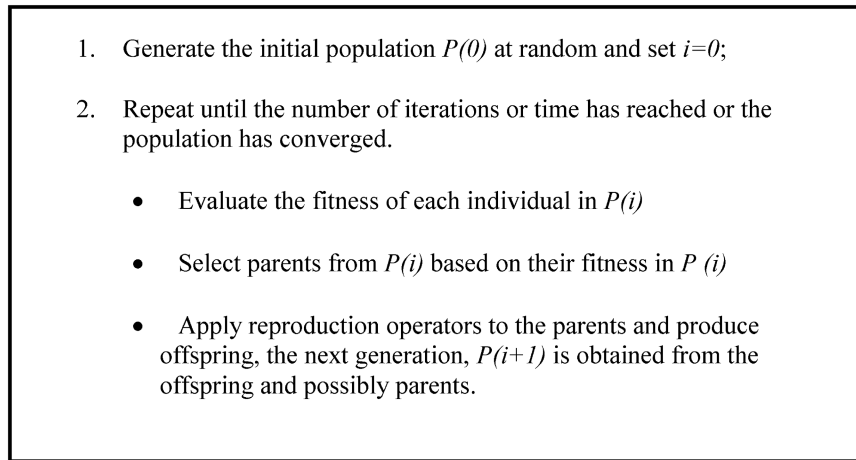 1. Generate the initial population P(0) at random and set i=0;
2. Repeat until the number of iterations or time has reached or the
population has converged.
• Evaluate the fitness of each individual in P(i)
• Select parents from P(i) based on their fitness in P (i)
• Apply reproduction operators to the parents and produce
offspring, the next generation, P(i+1) is obtained from the
offspring and possibly parents.